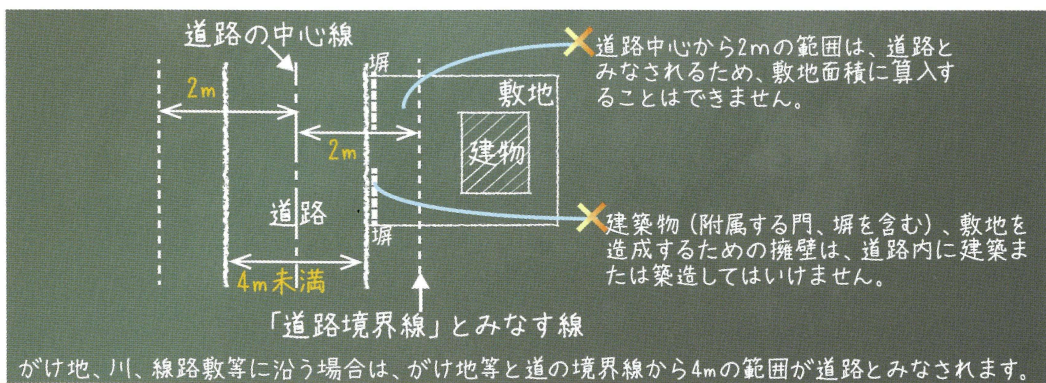 道路の中心線
塀
2m
敷地
2m
建物
道路
塀
4m未満
「道路境界線」とみなす線
道路中心から2mの範囲は、道路と
みなされるため、敷地面積に算入す
ることはできません。
建築物（附属する門、塀を含む）、敷地を
造成するための擁壁は、道路内に建築ま
たは築造してはいけません。
がけ地、川、線路敷等に沿う場合は、がけ地等と道の境界線から4mの範囲が道路とみなされます。